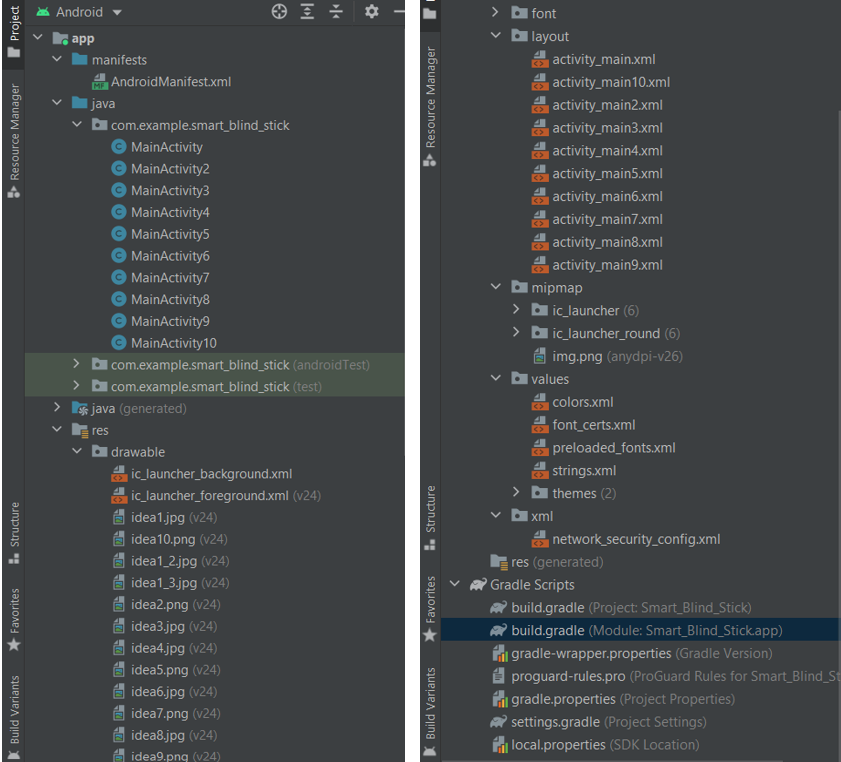 Project
Resource Manager
Structure
Favorites
Build Variants
Android
app
manifests
AndroidManifest.xml
java
com.example.smart_blind_stick
MainActivity
MainActivity2
MainActivity3
MainActivity4
MainActivity5
MainActivity6
MainActivity7
MainActivity8
MainActivity9
MainActivity10
com.example.smart_blind_stick (androidTest)
com.example.smart_blind_stick (test)
java (generated)
res
drawable
ic_launcher_background.xml
ic_launcher_foreground.xml (v24)
idea1.jpg (v24)
idea10.png (v24)
idea1_2.jpg (v24)
idea1_3.jpg (v24)
idea2.png (v24)
idea3.jpg (v24)
idea4.jpg (v24)
idea5.png (v24)
idea6.jpg (v24)
idea7.png (v24)
idea8.jpg (v24)
idea9.png (v24)
Resource Manager
Structure
Favorites
Build Variants
font
layout
activity_main.xml
activity_main10.xml
activity_main2.xml
activity_main3.xml
activity_main4.xml
activity_main5.xml
activity_main6.xml
activity_main7.xml
activity_main8.xml
activity_main9.xml
mipmap
ic_launcher (6)
ic_launcher_round (6)
img.png (anydpi-v26)
values
colors.xml
font_certs.xml
preloaded_fonts.xml
strings.xml
themes (2)
xml
network_security_config.xml
res (generated)
Gradle Scripts
build.gradle (Project: Smart_Blind_Stick)
build.gradle (Module: Smart_Blind_Stick.app)
gradle-wrapper.properties (Gradle Version)
proguard-rules.pro (ProGuard Rules for Smart_Blind_St
gradle.properties (Project Properties)
settings.gradle (Project Settings)
local.properties (SDK Location)